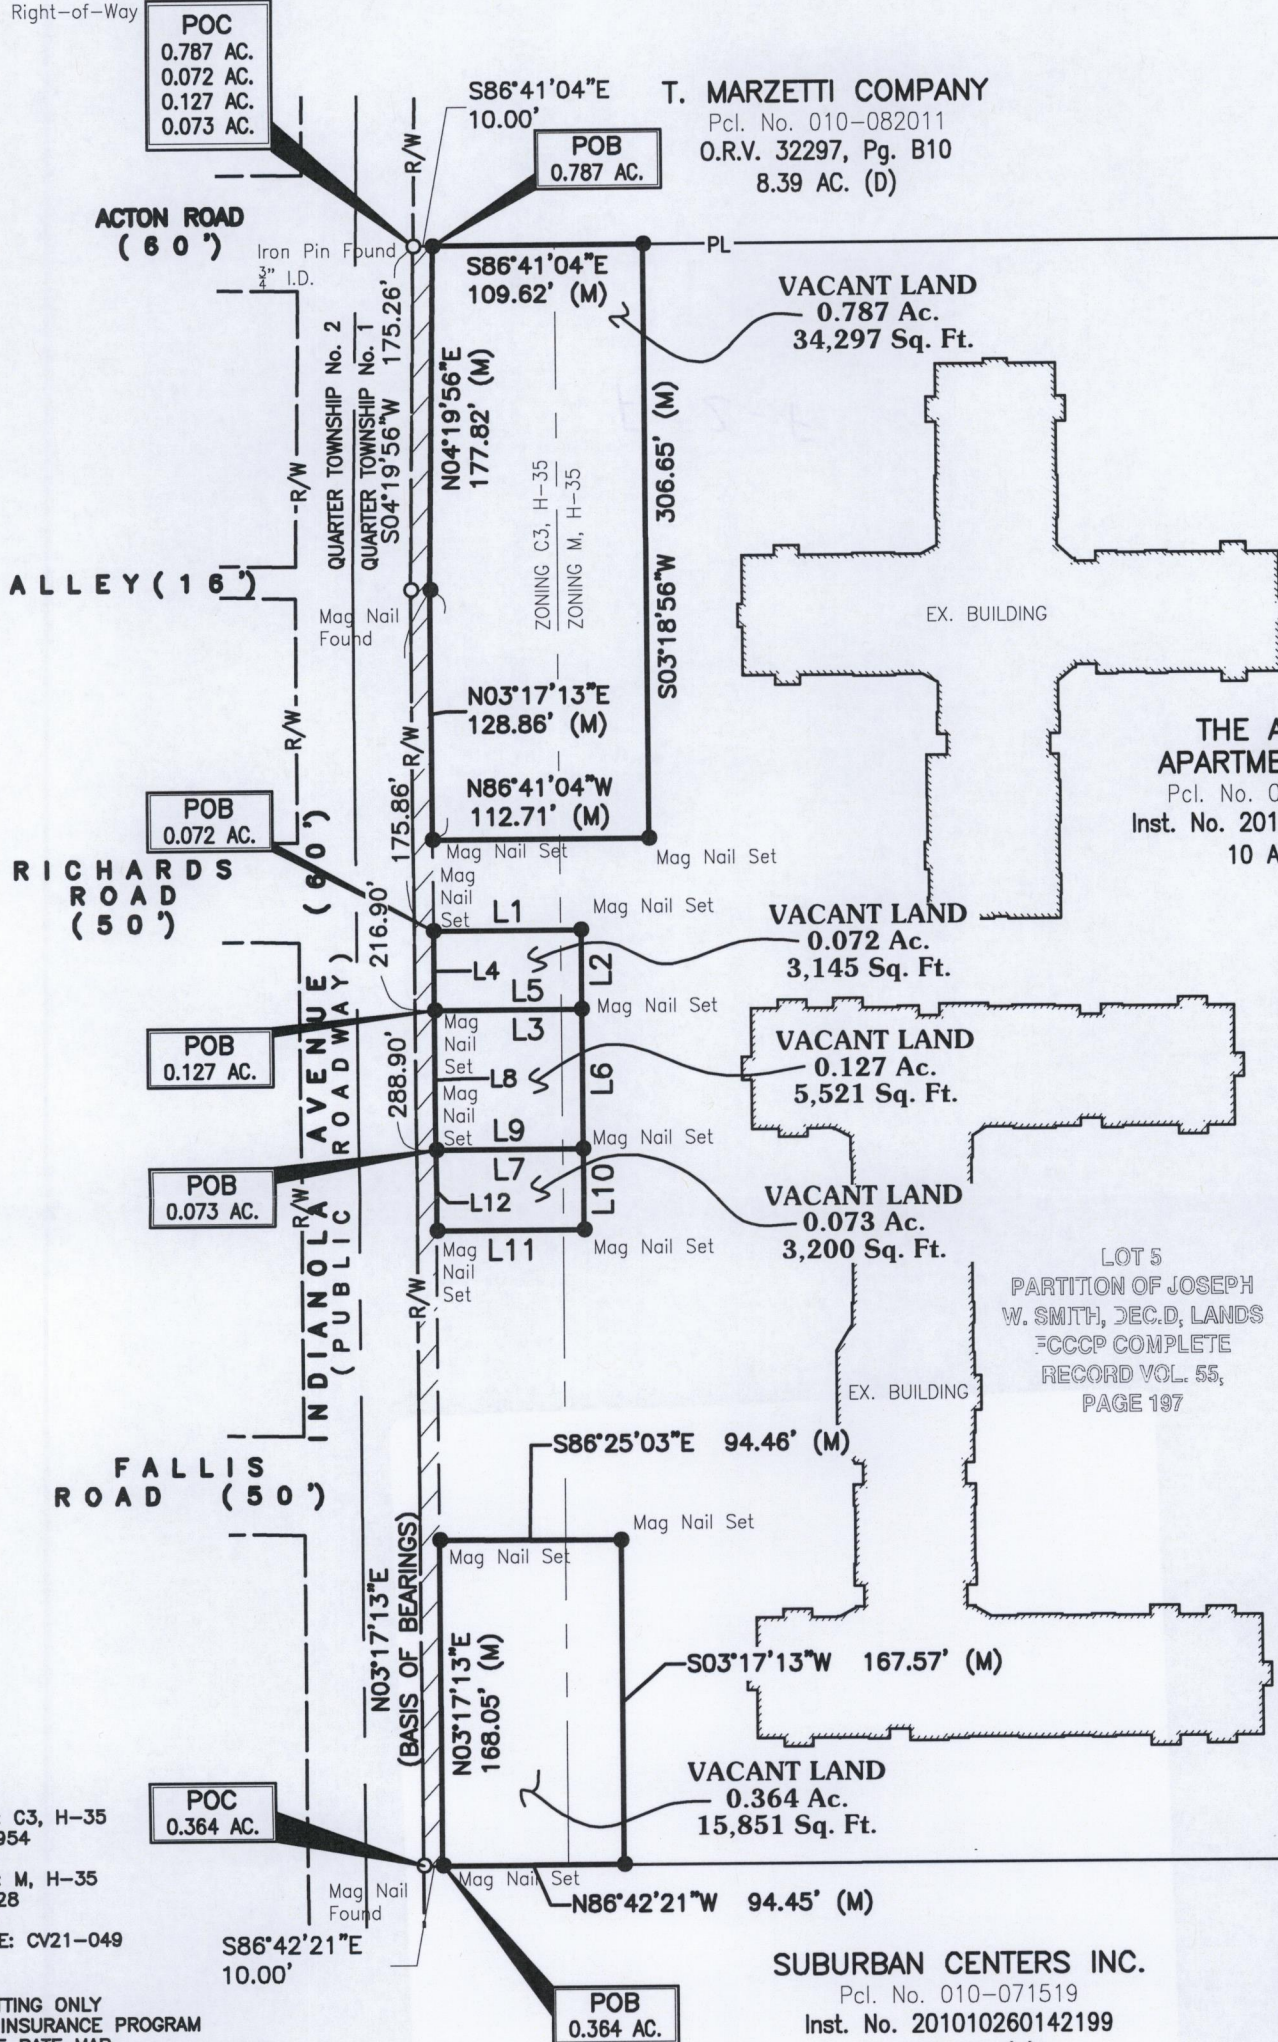 Right-of-Way
POC
0.787 AC.
0.072 AC.
0.127 AC.
0.073 AC.
S86°41'04"E
10.00'
T. MARZETTI COMPANY
Pcl. No. 010-082011
O.R.V. 32297, Pg. B10
8.39 AC. (D)
POB
0.787 AC.
R/W
ACTON ROAD
(60')
Iron Pin Found
3/4" I.D.
PL
S86°41'04"E
109.62' (M)
VACANT LAND
0.787 Ac.
34,297 Sq. Ft.
R/W
QUARTER TOWNSHIP No. 2
QUARTER TOWNSHIP No. 1
S04°19'56"W 175.26'
N04°19'56"E
177.82' (M)
ZONING C3, H-35
ZONING M, H-35
S03°18'56"W 306.65' (M)
ALLEY (16')
Mag Nail
Found
EX. BUILDING
R/W
R/W
N03°17'13"E
128.86' (M)
N86°41'04"W
112.71' (M)
THE A
APARTME
Pcl. No. 0
Inst. No. 201
10 A
POB
0.072 AC.
175.86'
Mag Nail Set
Mag Nail Set
RICHARDS
ROAD
(50')
Mag
Nail
Set
L1
Mag Nail Set
VACANT LAND
0.072 Ac.
3,145 Sq. Ft.
216.90'
L4
L2
L5
L3
Mag Nail Set
POB
0.127 AC.
INDIANOLA AVENUE (60')
(PUBLIC ROADWAY)
Mag
Nail
Set
VACANT LAND
0.127 Ac.
5,521 Sq. Ft.
288.90'
L8
L6
Mag
Nail
Set
L9
L7
Mag Nail Set
POB
0.073 AC.
R/W
L12
L10
VACANT LAND
0.073 Ac.
3,200 Sq. Ft.
L11
Mag
Nail
Set
Mag Nail Set
R/W
LOT 5
PARTITION OF JOSEPH
W. SMITH, DEC.D, LANDS
FCCCP COMPLETE
RECORD VOL. 55,
PAGE 197
EX. BUILDING
FALLIS
ROAD (50')
S86°25'03"E 94.46' (M)
Mag Nail Set
Mag Nail Set
N03°17'13"E
(BASIS OF BEARINGS)
N03°17'13"E
168.05' (M)
S03°17'13"W 167.57' (M)
VACANT LAND
0.364 Ac.
15,851 Sq. Ft.
POC
0.364 AC.
: C3, H-35
954
: M, H-35
28
E: CV21-049
Mag Nail
Found
Mag Nail Set
N86°42'21"W 94.45' (M)
S86°42'21"E
10.00'
POB
0.364 AC.
SUBURBAN CENTERS INC.
Pcl. No. 010-071519
Inst. No. 201010260142199
TTING ONLY
INSURANCE PROGRAM